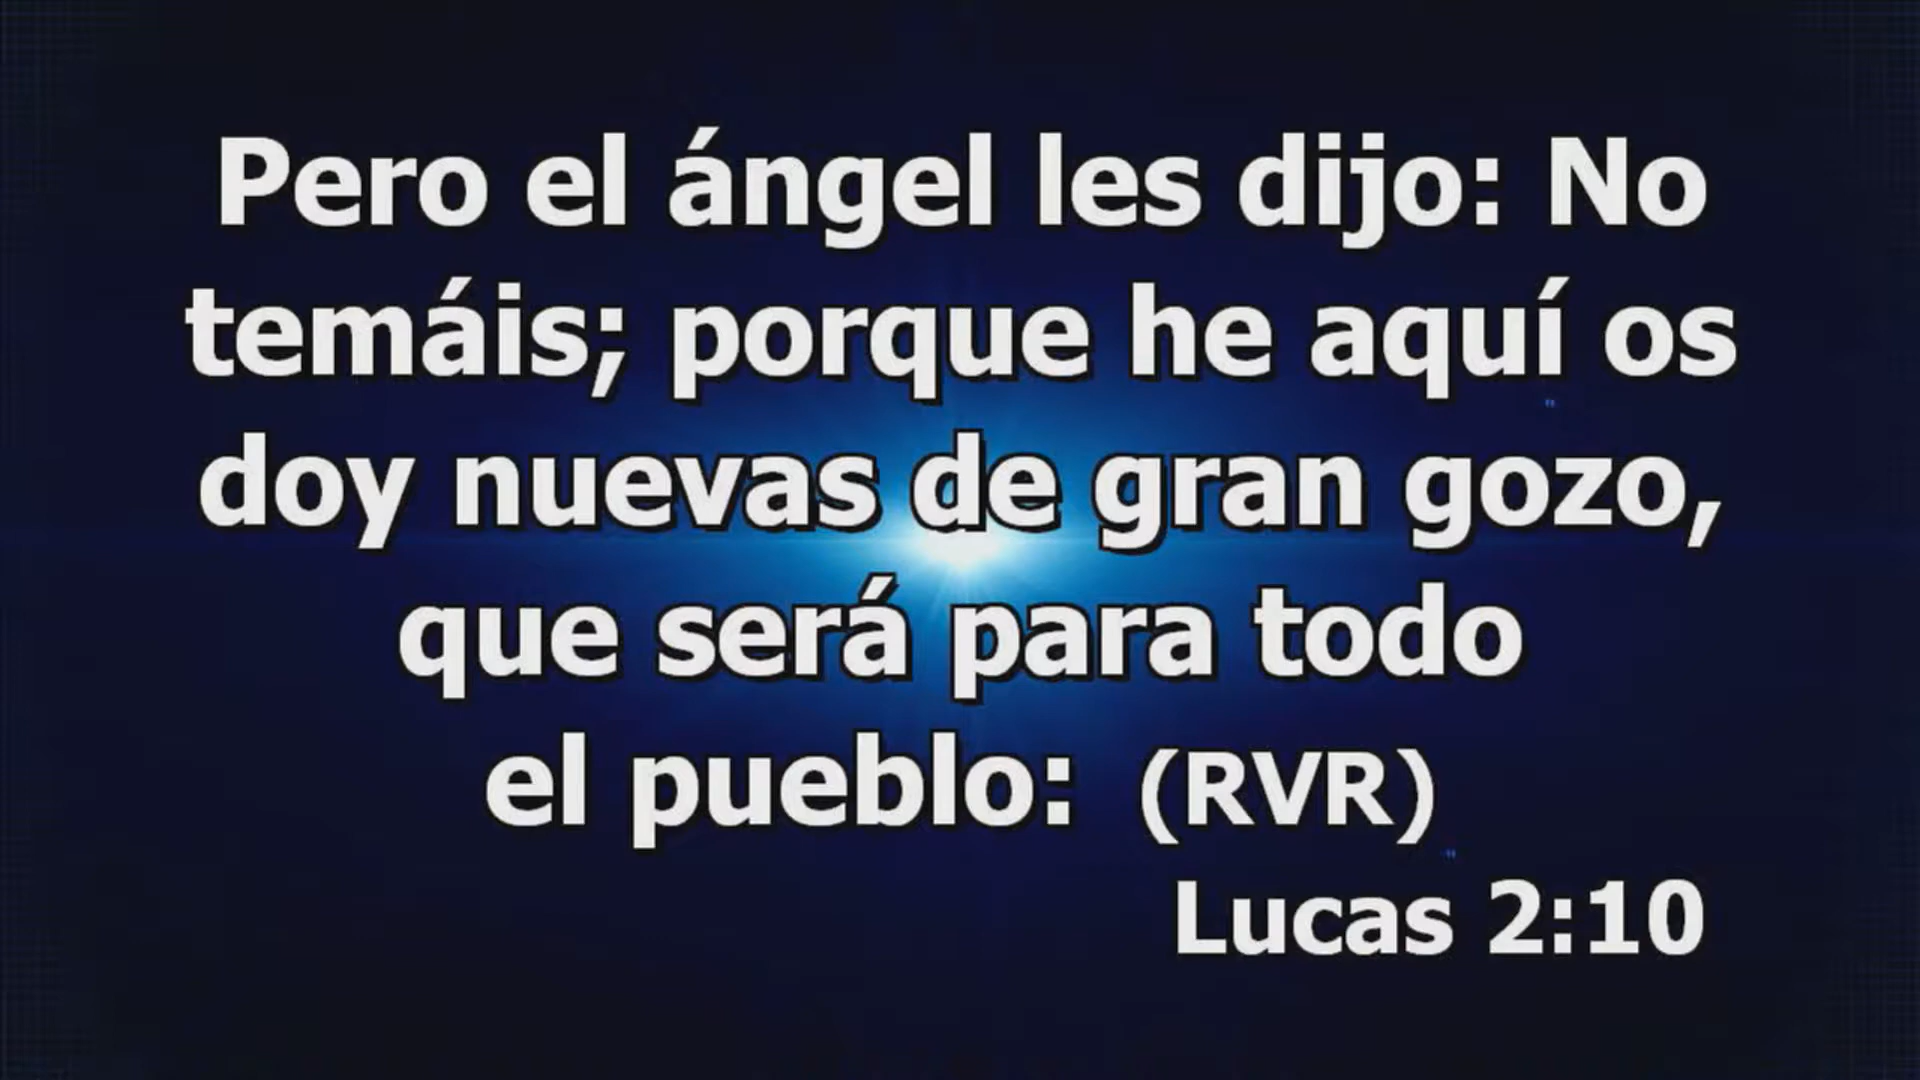 Pero el ángel les dijo: No
temáis; porque he aquí os
doy nuevas de gran gozo,
que será para todo
el pueblo: (RVR)
Lucas 2:10